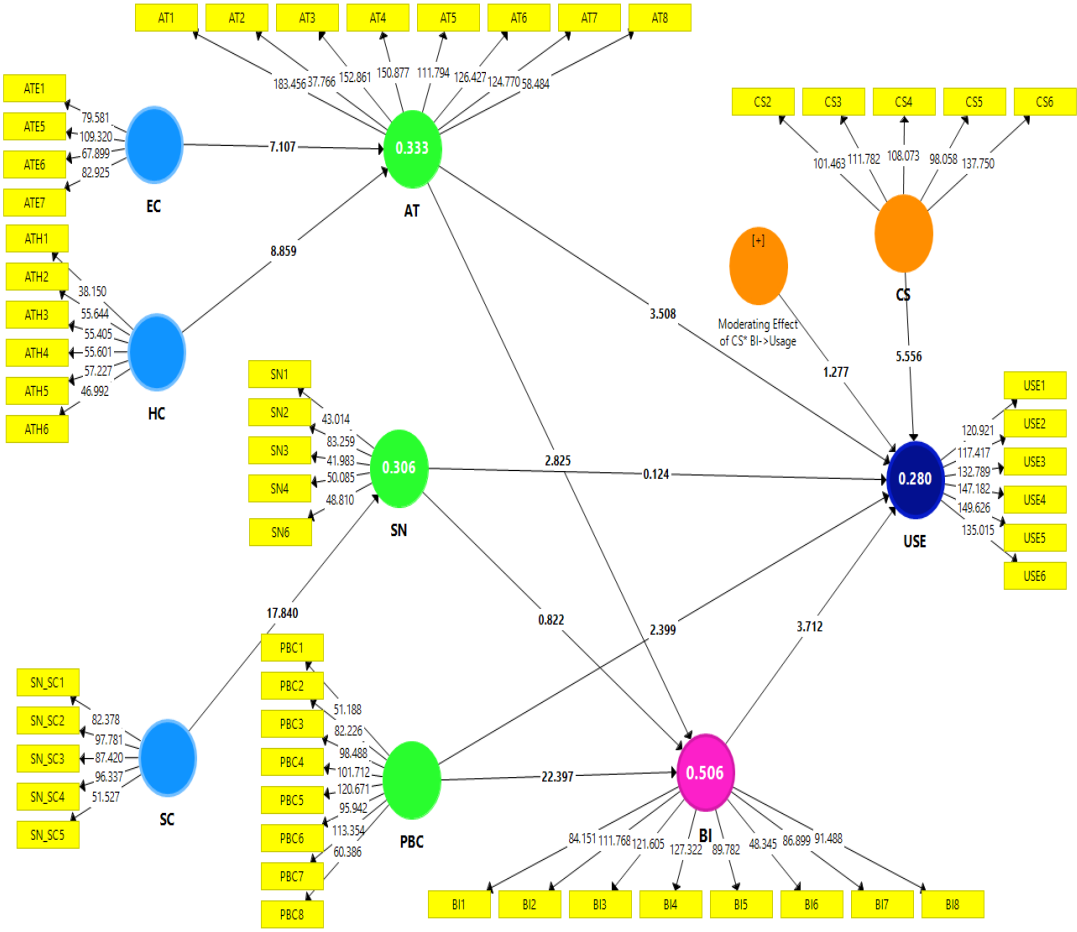 AT1 AT2 AT3 AT4 AT5 AT6 AT7 AT8
183.456 37.766 152.861 150.877 111.794 126.427 124.770 58.484
ATE1
ATE5
ATE6
ATE7
79.581
109.320
67.899
82.925
EC
7.107
0.333
AT
CS2 CS3 CS4 CS5 CS6
101.463 111.782 108.073 98.058 137.750
CS
ATH1
ATH2
ATH3
ATH4
ATH5
ATH6
38.150
55.644
55.405
55.601
57.227
46.992
HC
8.859
[+]
Moderating Effect
of CS* BI->Usage
3.508
1.277
5.556
SN1
SN2
SN3
SN4
SN6
43.014
83.259
41.983
50.085
48.810
0.306
SN
2.825
0.124
USE1
USE2
USE3
USE4
USE5
USE6
120.921
117.417
132.789
147.182
149.626
135.015
0.280
USE
17.840
0.822
2.399
3.712
SN_SC1
SN_SC2
SN_SC3
SN_SC4
SN_SC5
82.378
97.781
87.420
96.337
51.527
SC
PBC1
PBC2
PBC3
PBC4
PBC5
PBC6
PBC7
PBC8
51.188
82.226
98.488
101.712
120.671
95.942
113.354
60.386
PBC
22.397
0.506
BI
84.151 111.768 121.605 127.322 89.782 48.345 86.899 91.488
BI1 BI2 BI3 BI4 BI5 BI6 BI7 BI8